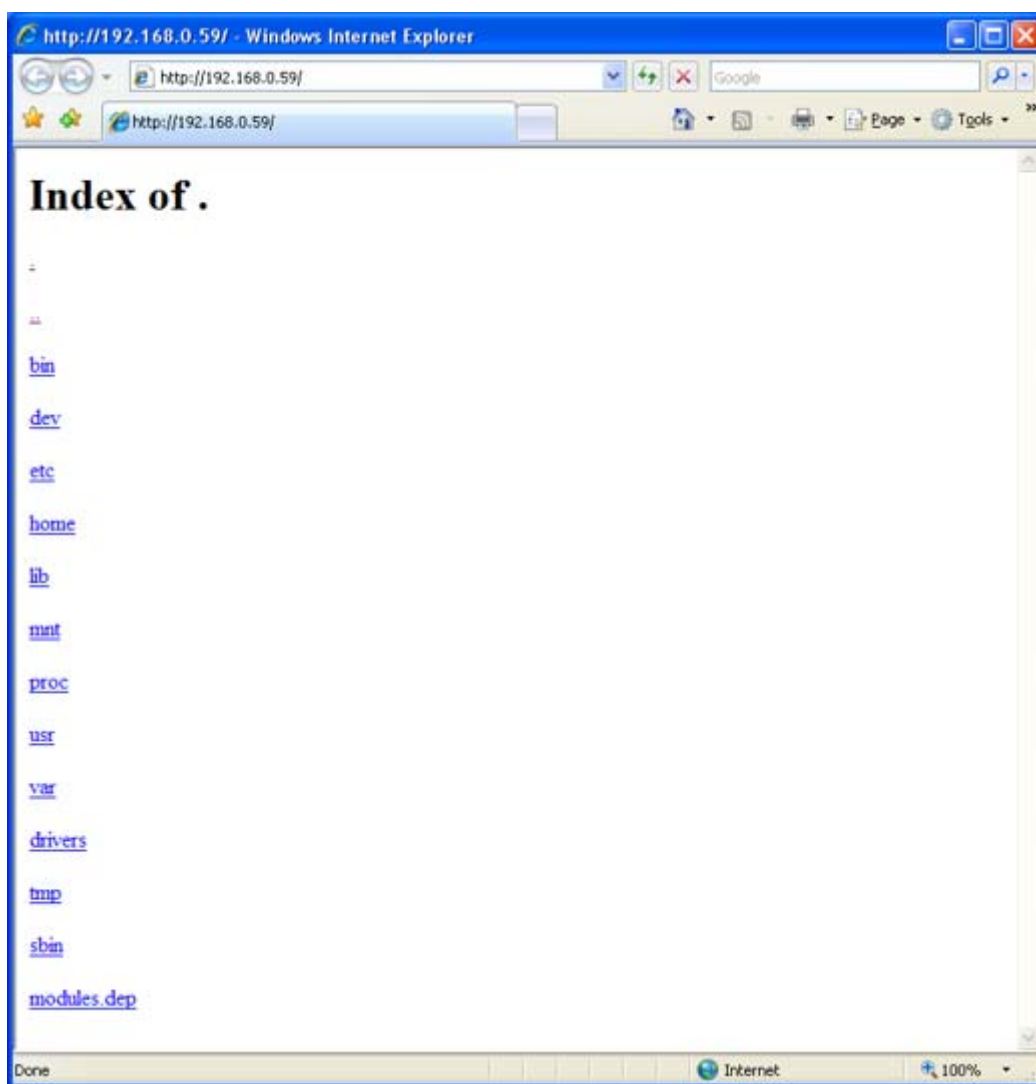 http://192.168.0.59/ - Windows Internet Explorer
http://192.168.0.59/ Google
http://192.168.0.59/ Page Tools »
Index of .
.
..
bin
dev
etc
home
lib
mnt
proc
usr
var
drivers
tmp
sbin
modules.dep
Done Internet 100%